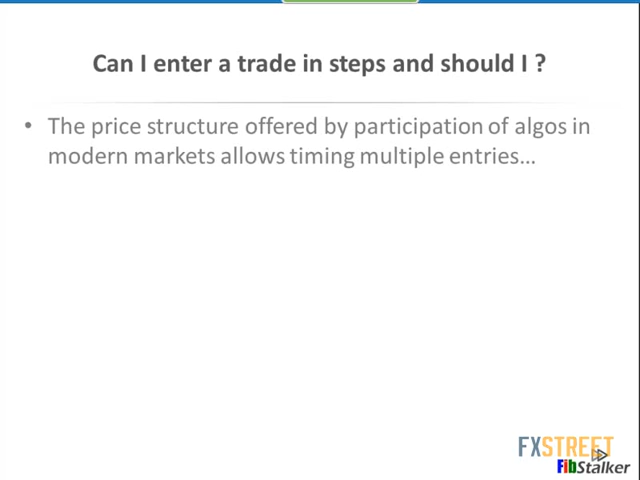 Can I enter a trade in steps and should I ?
• The price structure offered by participation of algos in
modern markets allows timing multiple entries…
FXSTREET
FibStalker